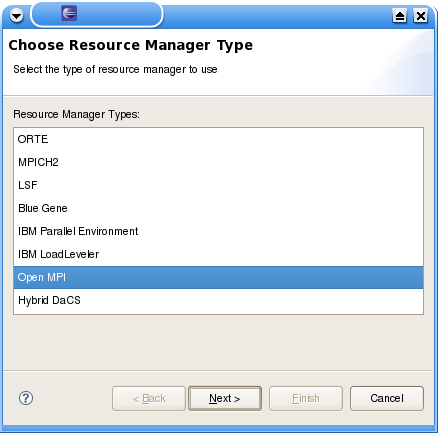 Choose Resource Manager Type
Select the type of resource manager to use
Resource Manager Types:
ORTE
MPICH2
LSF
Blue Gene
IBM Parallel Environment
IBM LoadLeveler
Open MPI
Hybrid DaCS
? < Back Next > Finish Cancel